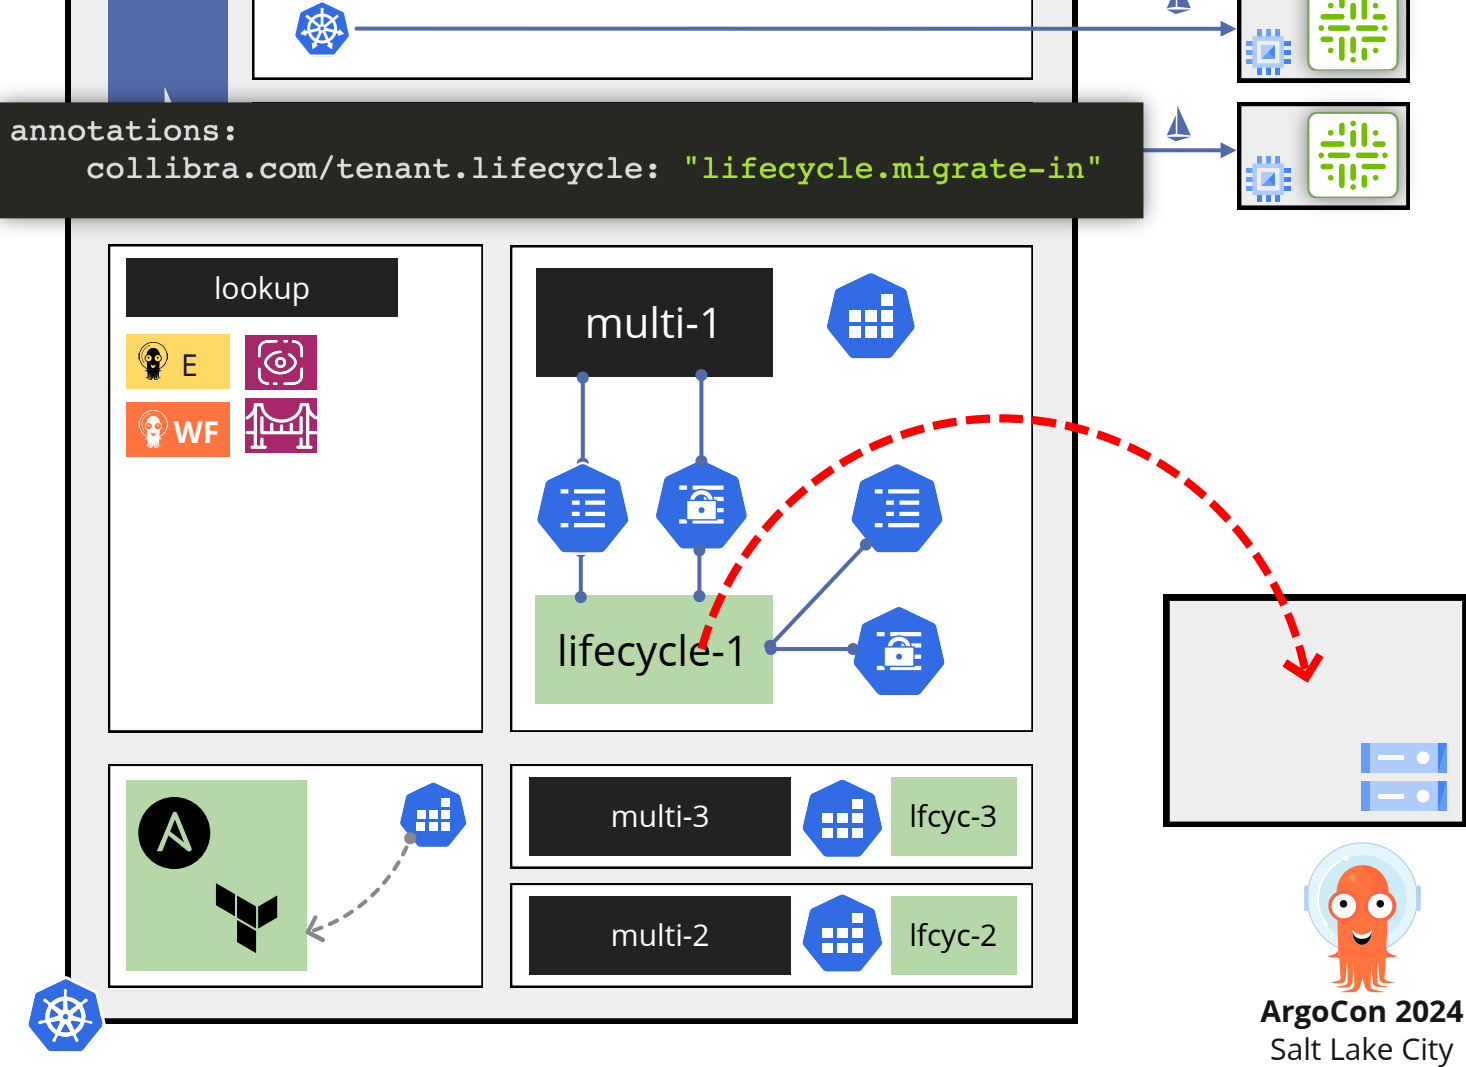 annotations:
collibra.com/tenant.lifecycle: "lifecycle.migrate-in"
lookup
E
WF
multi-1
lifecycle-1
multi-3
lfcyc-3
multi-2
lfcyc-2
ArgoCon 2024
Salt Lake City